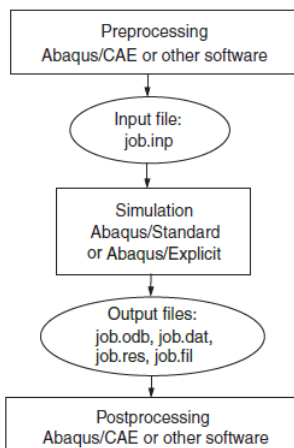 Preprocessing
Abaqus/CAE or other software
Input file:
job.inp
Simulation
Abaqus/Standard
or Abaqus/Explicit
Output files:
job.odb, job.dat,
job.res, job.fil
Postprocessing
Abaqus/CAE or other software